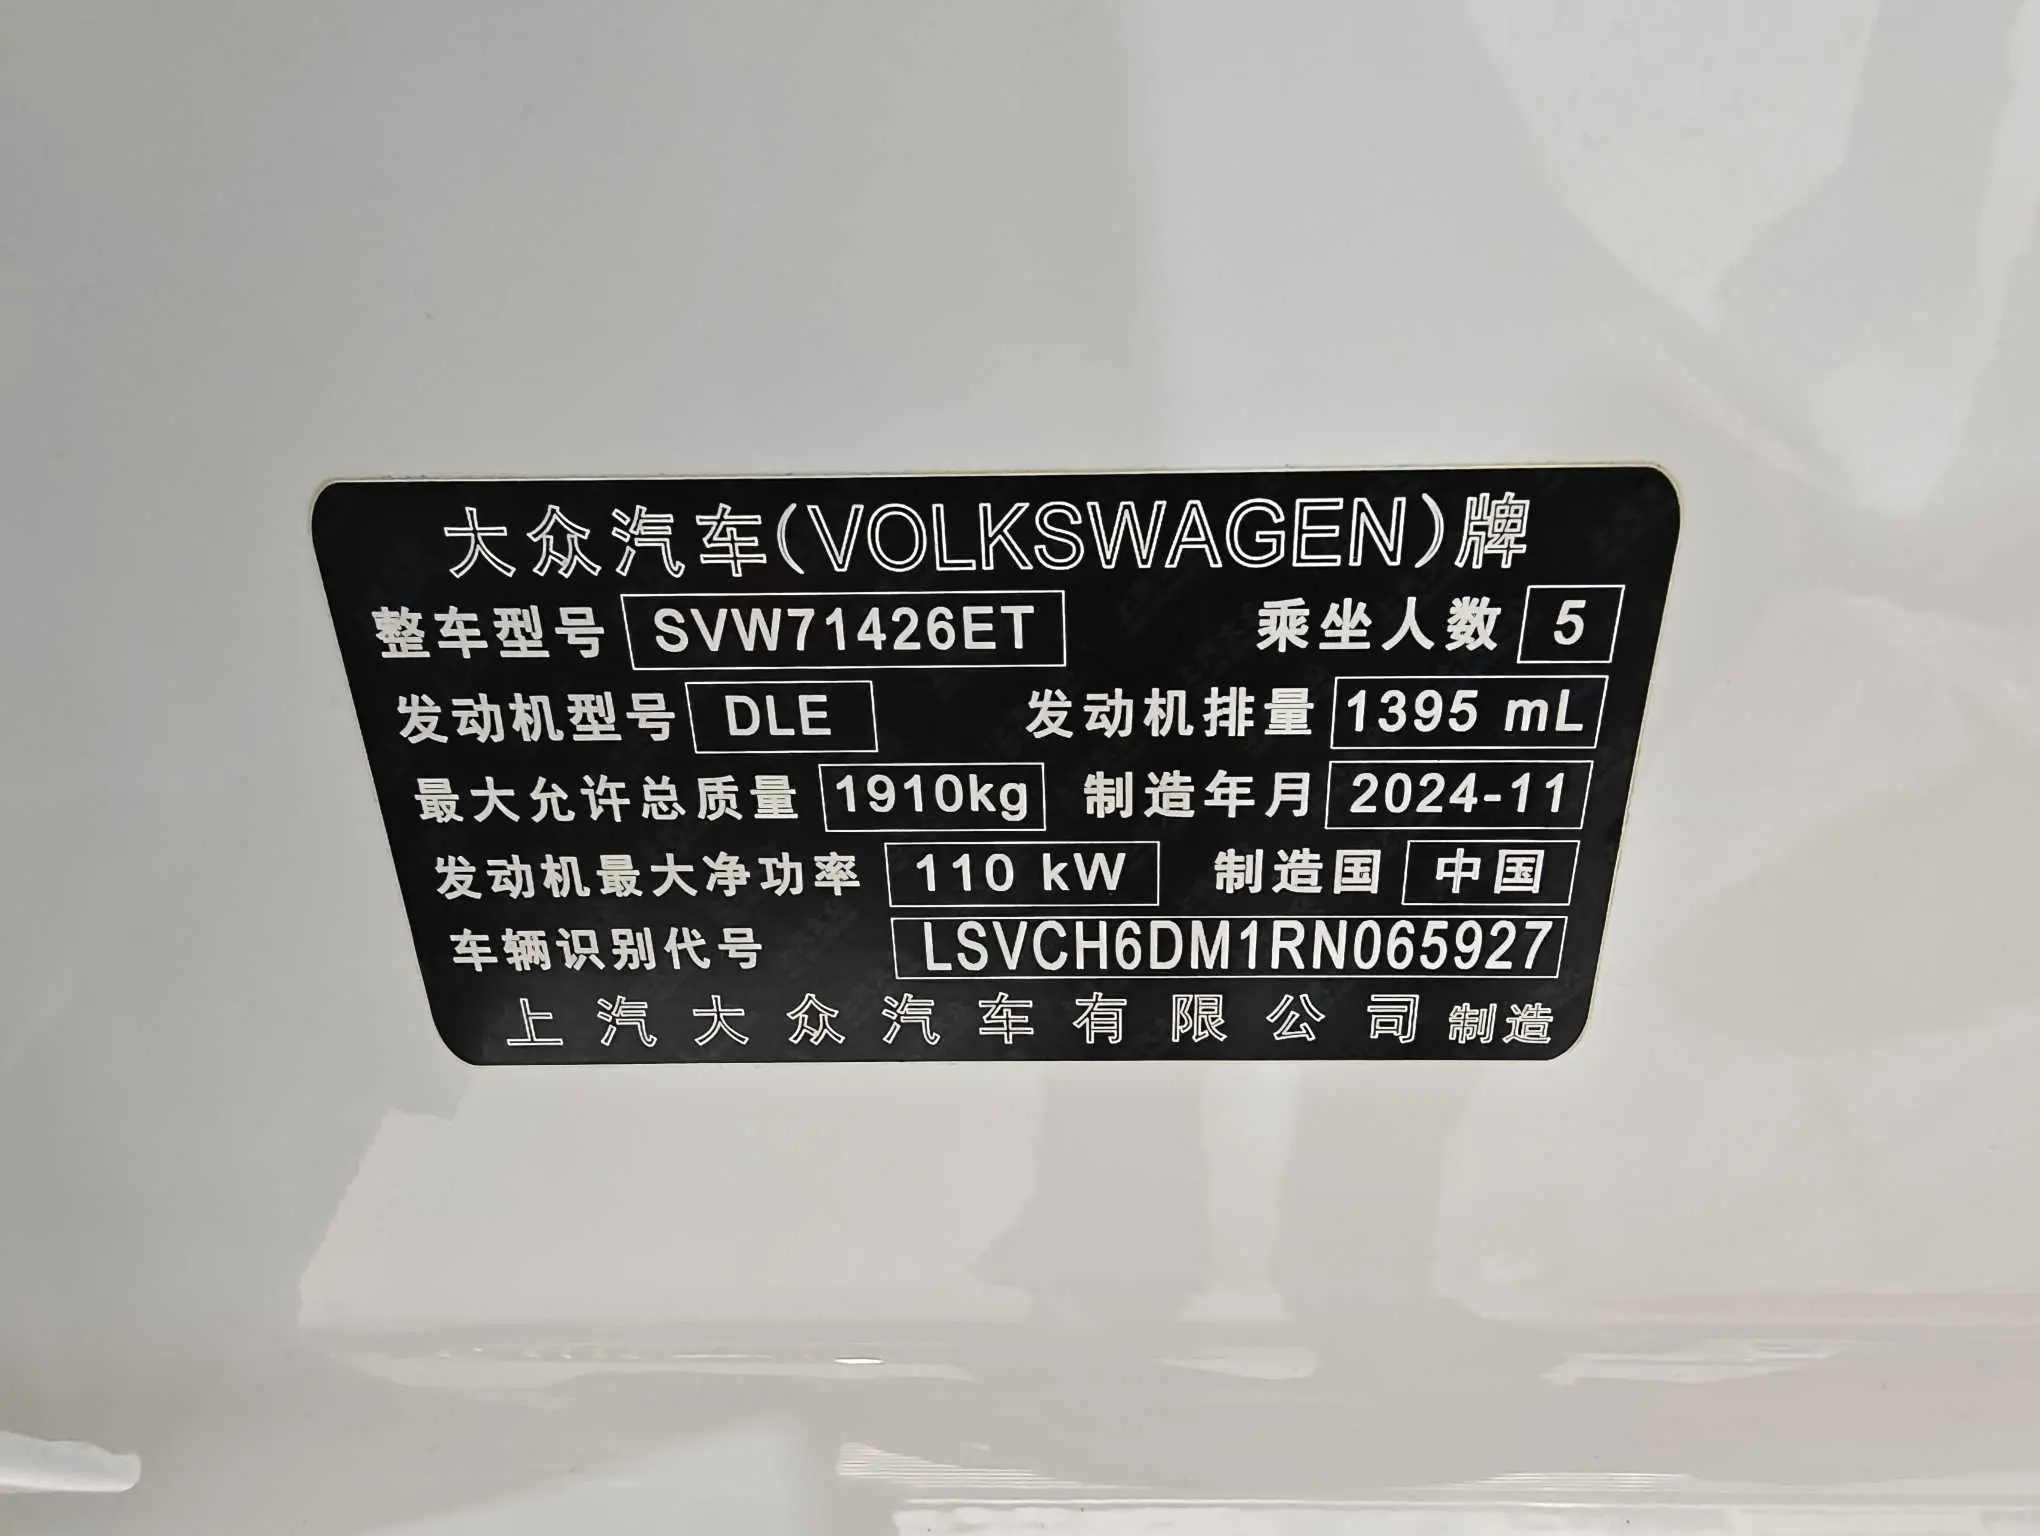 大众汽车(VOLKSWAGEN)牌
整车型号 SVW71426ET 乘坐人数 5
发动机型号 DLE 发动机排量 1395 mL
最大允许总质量 1910kg 制造年月 2024-11
发动机最大净功率 110 kW 制造国 中国
车辆识别代号 LSVCH6DM1RN065927
上汽大众汽车有限公司制造